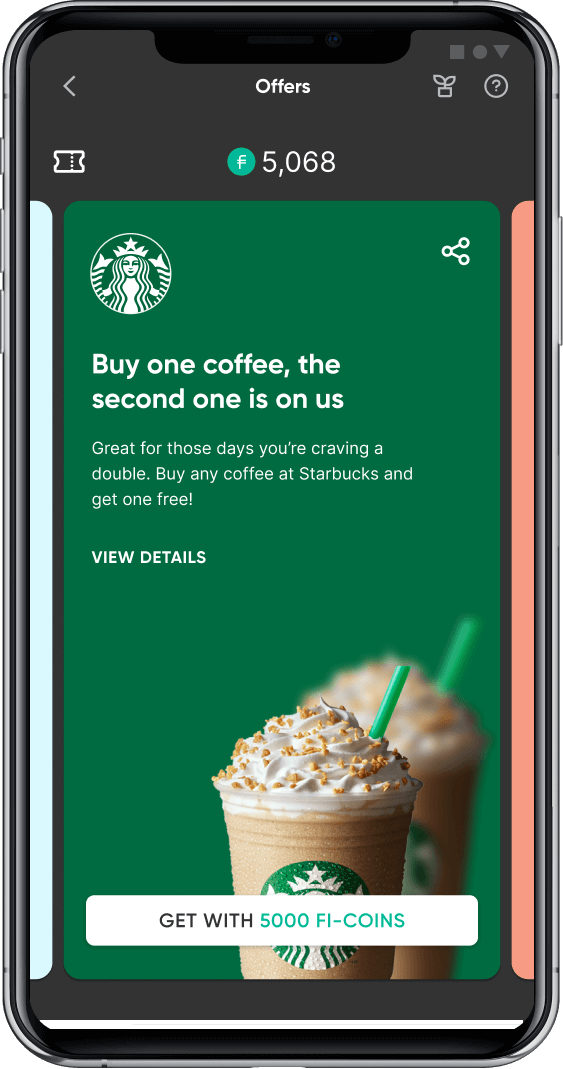 Offers
5,068
Buy one coffee, the
second one is on us
Great for those days you’re craving a
double. Buy any coffee at Starbucks and
get one free!
VIEW DETAILS
GET WITH 5000 FI-COINS